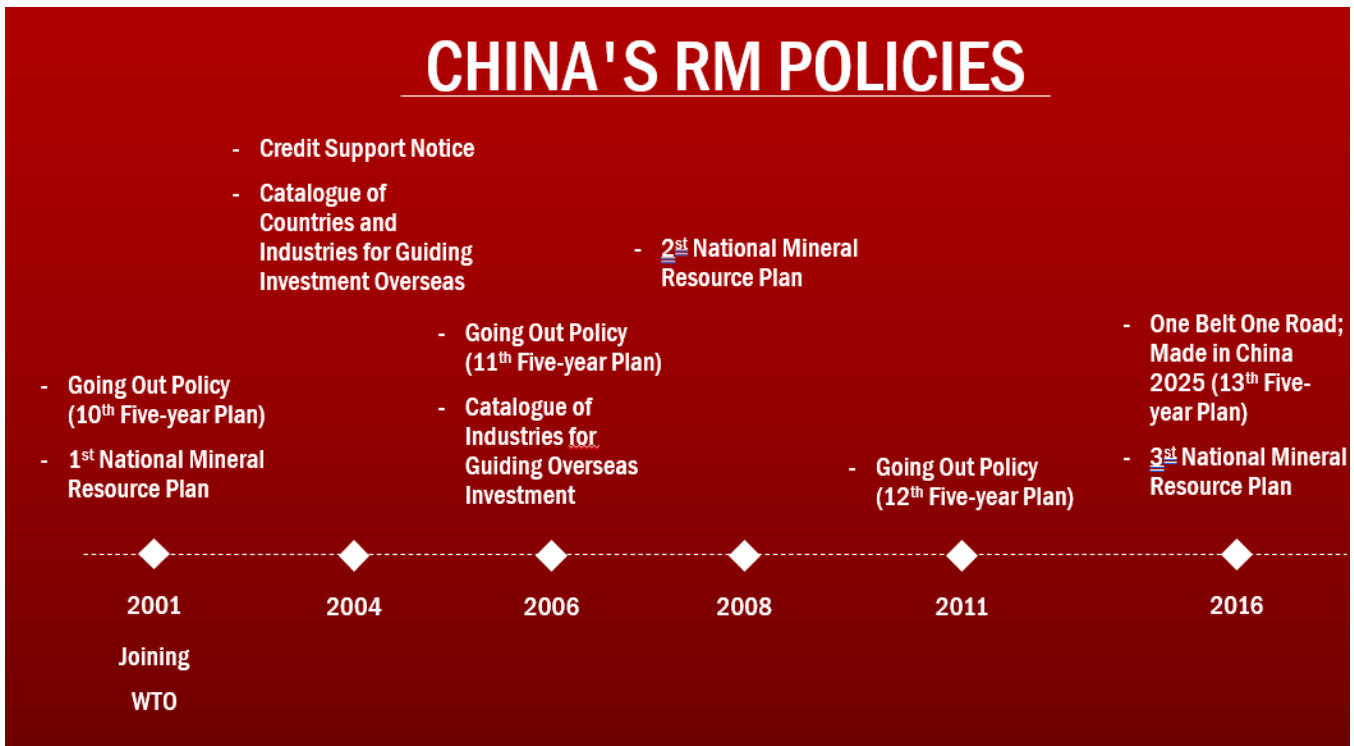 CHINA'S RM POLICIES
- Credit Support Notice
- Catalogue of
Countries and
Industries for Guiding
Investment Overseas
- 2st National Mineral
Resource Plan
- Going Out Policy
(11th Five-year Plan)
- Catalogue of
Industries for
Guiding Overseas
Investment
- One Belt One Road;
Made in China
2025 (13th Five-
year Plan)
- 3st National Mineral
Resource Plan
- Going Out Policy
(10th Five-year Plan)
- 1st National Mineral
Resource Plan
- Going Out Policy
(12th Five-year Plan)
2001
2004
2006
2008
2011
2016
Joining
WTO